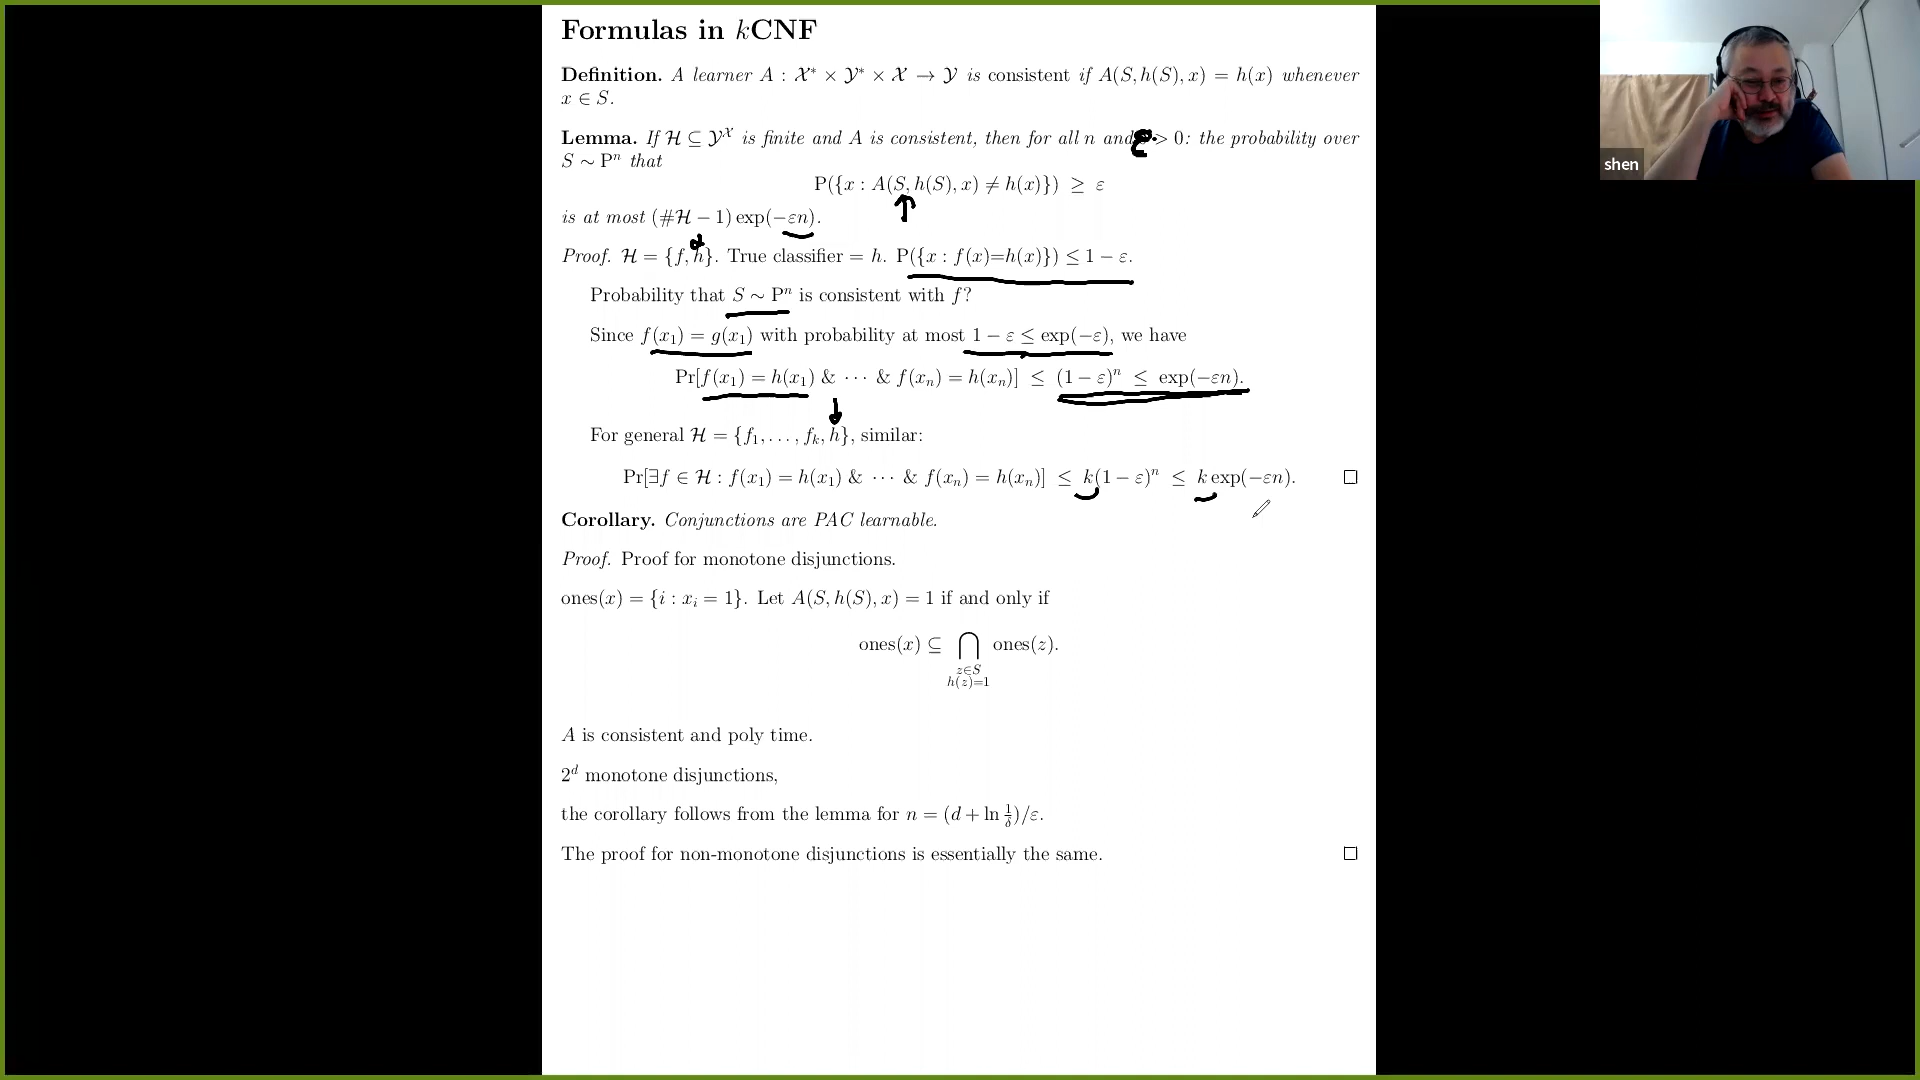 Formulas in kCNF
Definition. A learner A : 𝒳* × 𝒴* × 𝒳 → 𝒴 is consistent if A(S, h(S), x) = h(x) whenever
x ∈ S.
Lemma. If ℋ ⊆ 𝒴^𝒳 is finite and A is consistent, then for all n and ε > 0: the probability over
S ∼ Pⁿ that
P({x : A(S, h(S), x) ≠ h(x)}) ≥ ε
is at most (#ℋ − 1) exp(−εn).
Proof. ℋ = {f, h}. True classifier = h. P({x : f(x)=h(x)}) ≤ 1 − ε.
Probability that S ∼ Pⁿ is consistent with f?
Since f(x₁) = g(x₁) with probability at most 1 − ε ≤ exp(−ε), we have
Pr[f(x₁) = h(x₁) & ⋯ & f(xₙ) = h(xₙ)] ≤ (1 − ε)ⁿ ≤ exp(−εn).
For general ℋ = {f₁, . . . , fₖ, h}, similar:
Pr[∃f ∈ ℋ : f(x₁) = h(x₁) & ⋯ & f(xₙ) = h(xₙ)] ≤ k(1 − ε)ⁿ ≤ k exp(−εn). □
Corollary. Conjunctions are PAC learnable.
Proof. Proof for monotone disjunctions.
ones(x) = {i : xᵢ = 1}. Let A(S, h(S), x) = 1 if and only if
ones(x) ⊆ ⋂ ones(z).
z∈S
h(z)=1
A is consistent and poly time.
2ᵈ monotone disjunctions,
the corollary follows from the lemma for n = (d + ln 1/δ)/ε.
The proof for non-monotone disjunctions is essentially the same. □
shen